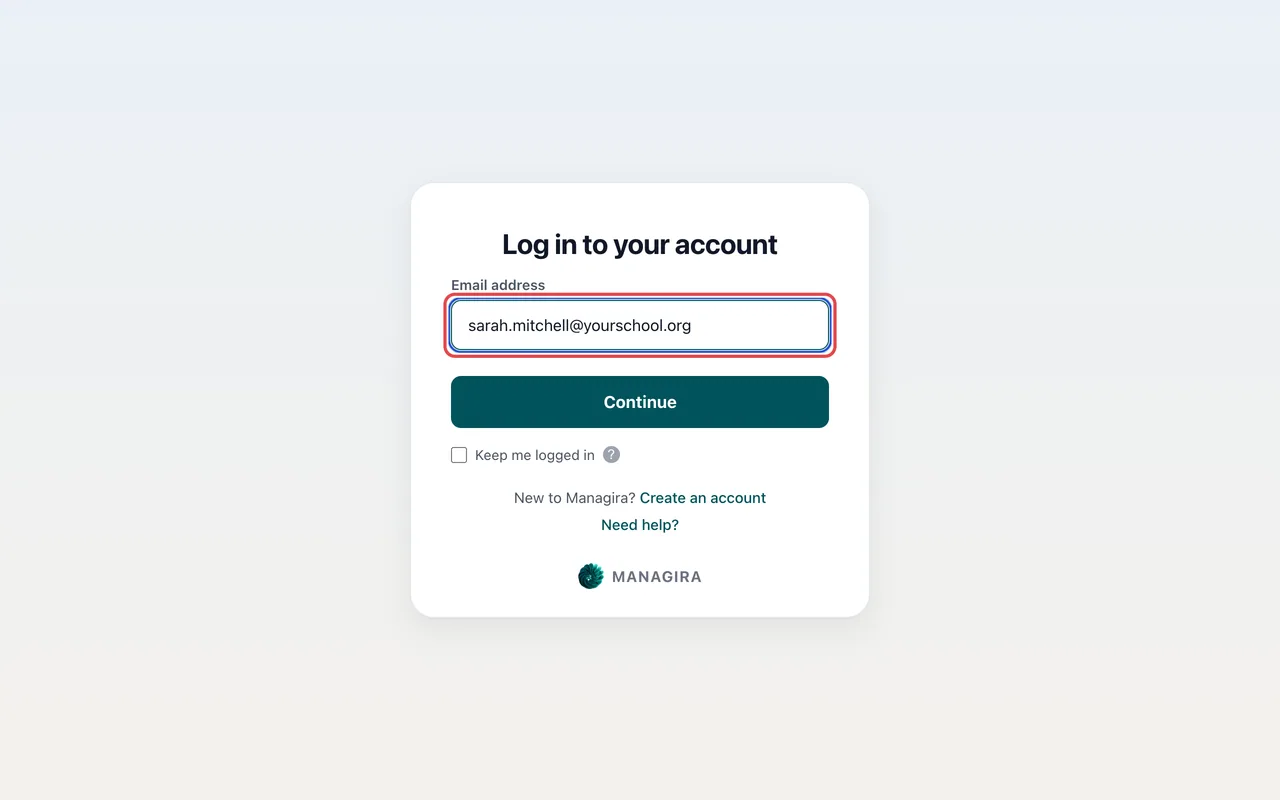 Log in to your account
Email address
sarah.mitchell@yourschool.org
Continue
Keep me logged in ?
New to Managira? Create an account
Need help?
MANAGIRA